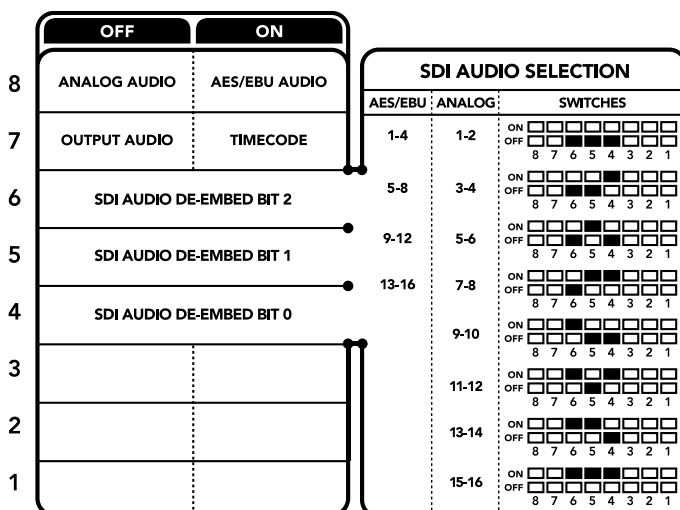 OFF ON
8 ANALOG AUDIO AES/EBU AUDIO
7 OUTPUT AUDIO TIMECODE
6 SDI AUDIO DE-EMBED BIT 2
5 SDI AUDIO DE-EMBED BIT 1
4 SDI AUDIO DE-EMBED BIT 0
3
2
1
SDI AUDIO SELECTION
AES/EBU ANALOG SWITCHES
1-4 1-2 ON
OFF
8 7 6 5 4 3 2 1
5-8 3-4 ON
OFF
8 7 6 5 4 3 2 1
9-12 5-6 ON
OFF
8 7 6 5 4 3 2 1
13-16 7-8 ON
OFF
8 7 6 5 4 3 2 1
9-10 ON
OFF
8 7 6 5 4 3 2 1
11-12 ON
OFF
8 7 6 5 4 3 2 1
13-14 ON
OFF
8 7 6 5 4 3 2 1
15-16 ON
OFF
8 7 6 5 4 3 2 1